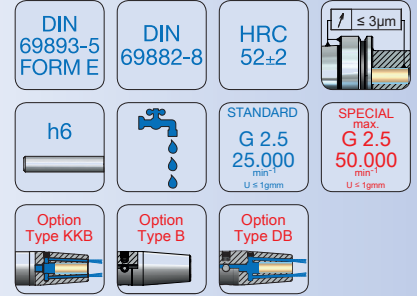 DIN
69893-5
FORM E
DIN
69882-8
HRC
52±2
≤ 3µm
h6
STANDARD
G 2.5
25.000
min⁻¹
U ≤ 1gmm
SPECIAL
max.
G 2.5
50.000
min⁻¹
U ≤ 1gmm
Option
Type KKB
Option
Type B
Option
Type DB